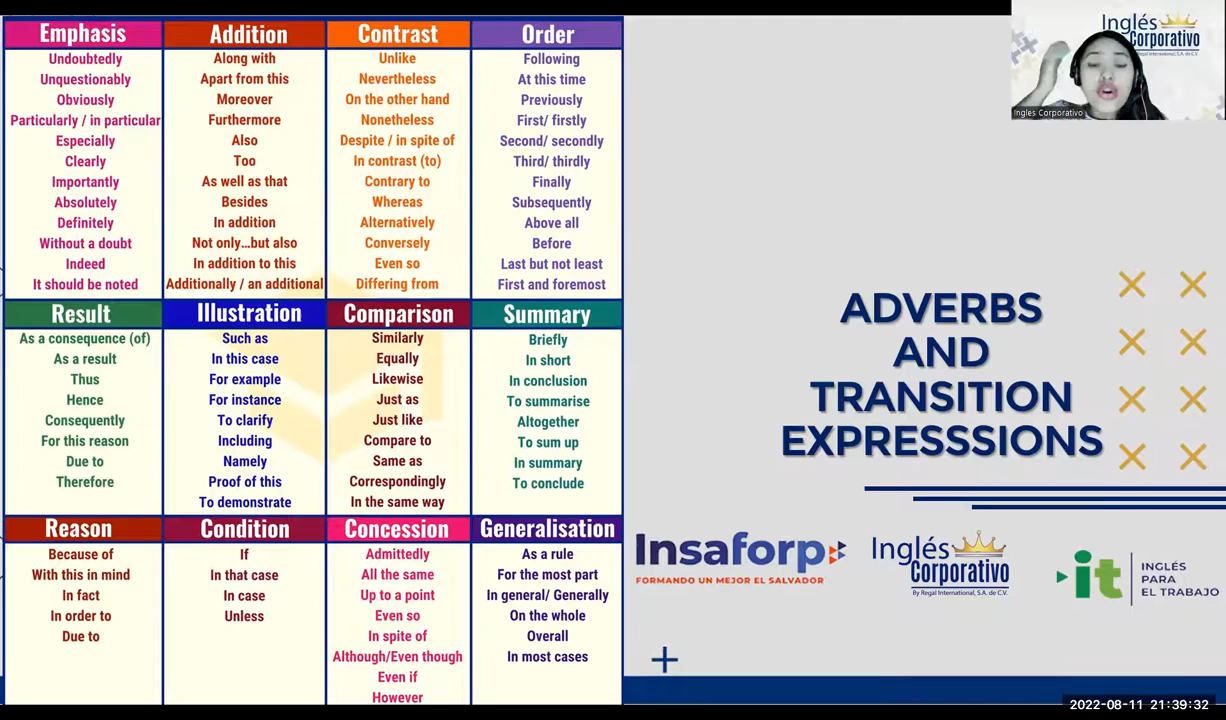 Emphasis
Undoubtedly
Unquestionably
Obviously
Particularly / in particular
Especially
Clearly
Importantly
Absolutely
Definitely
Without a doubt
Indeed
It should be noted
Addition
Along with
Apart from this
Moreover
Furthermore
Also
Too
As well as that
Besides
In addition
Not only...but also
In addition to this
Additionally / an additional
Contrast
Unlike
Nevertheless
On the other hand
Nonetheless
Despite / in spite of
In contrast (to)
Contrary to
Whereas
Alternatively
Conversely
Even so
Differing from
Order
Following
At this time
Previously
First/ firstly
Second/ secondly
Third/ thirdly
Finally
Subsequently
Above all
Before
Last but not least
First and foremost
Result
As a consequence (of)
As a result
Thus
Hence
Consequently
For this reason
Due to
Therefore
Illustration
Such as
In this case
For example
For instance
To clarify
Including
Namely
Proof of this
To demonstrate
Comparison
Similarly
Equally
Likewise
Just as
Just like
Compare to
Same as
Correspondingly
In the same way
Summary
Briefly
In short
In conclusion
To summarise
Altogether
To sum up
In summary
To conclude
Reason
Because of
With this in mind
In fact
In order to
Due to
Condition
If
In that case
In case
Unless
Concession
Admittedly
All the same
Up to a point
Even so
In spite of
Although/Even though
Even if
However
Generalisation
As a rule
For the most part
In general/ Generally
On the whole
Overall
In most cases
Inglés
Corporativo
By Regal International, S.A. de C.V.
Ingles Corporativo
ADVERBS
AND
TRANSITION
EXPRESSSIONS
Insaforp
FORMANDO UN MEJOR EL SALVADOR
Inglés
Corporativo
By Regal International, S.A. de C.V.
it
INGLÉS
PARA
EL TRABAJO
2022-08-11 21:39:32